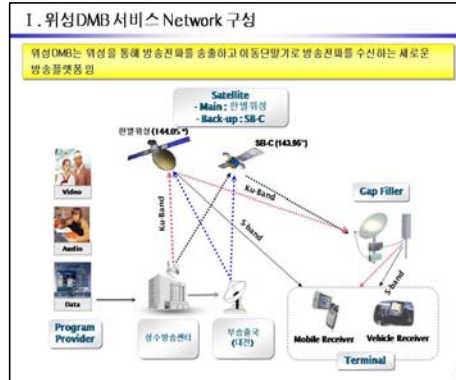 I. 위성DMB 서비스 Network 구성
위성DMB는 위성을 통해 방송전파를 송출하고 이동단말기로 방송전파를 수신하는 새로운
방송플랫폼임
Satellite
- Main : 한별위성
- Back-up : SB-C
한별위성 (144.05°)
SB-C (143.95°)
Video
Audio
Data
Program
Provider
Ku-Band
S-band
Ku-Band
Gap Filler
S-band
성수방송센터
부송출국
(대전)
Mobile Receiver
Vehicle Receiver
Terminal